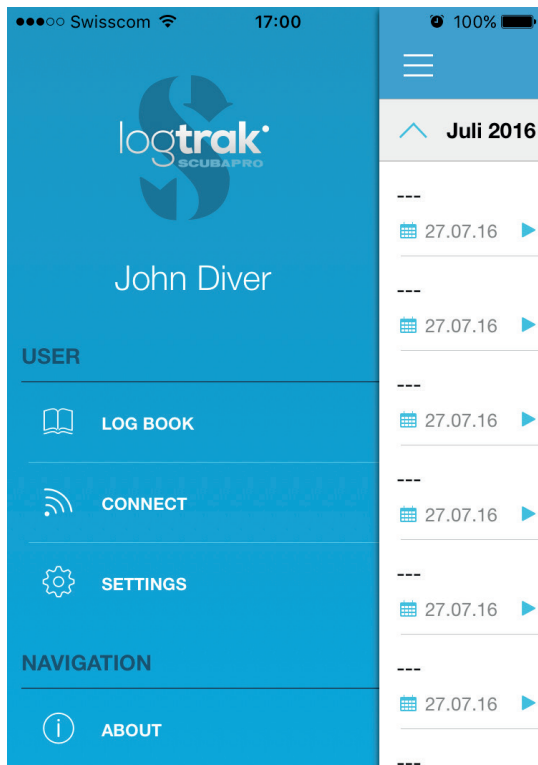 Swisscom 17:00 100%
logtrak
SCUBAPRO
John Diver
USER
LOG BOOK
CONNECT
SETTINGS
NAVIGATION
ABOUT
Juli 2016
---
27.07.16
---
27.07.16
---
27.07.16
---
27.07.16
---
27.07.16
---
27.07.16
---